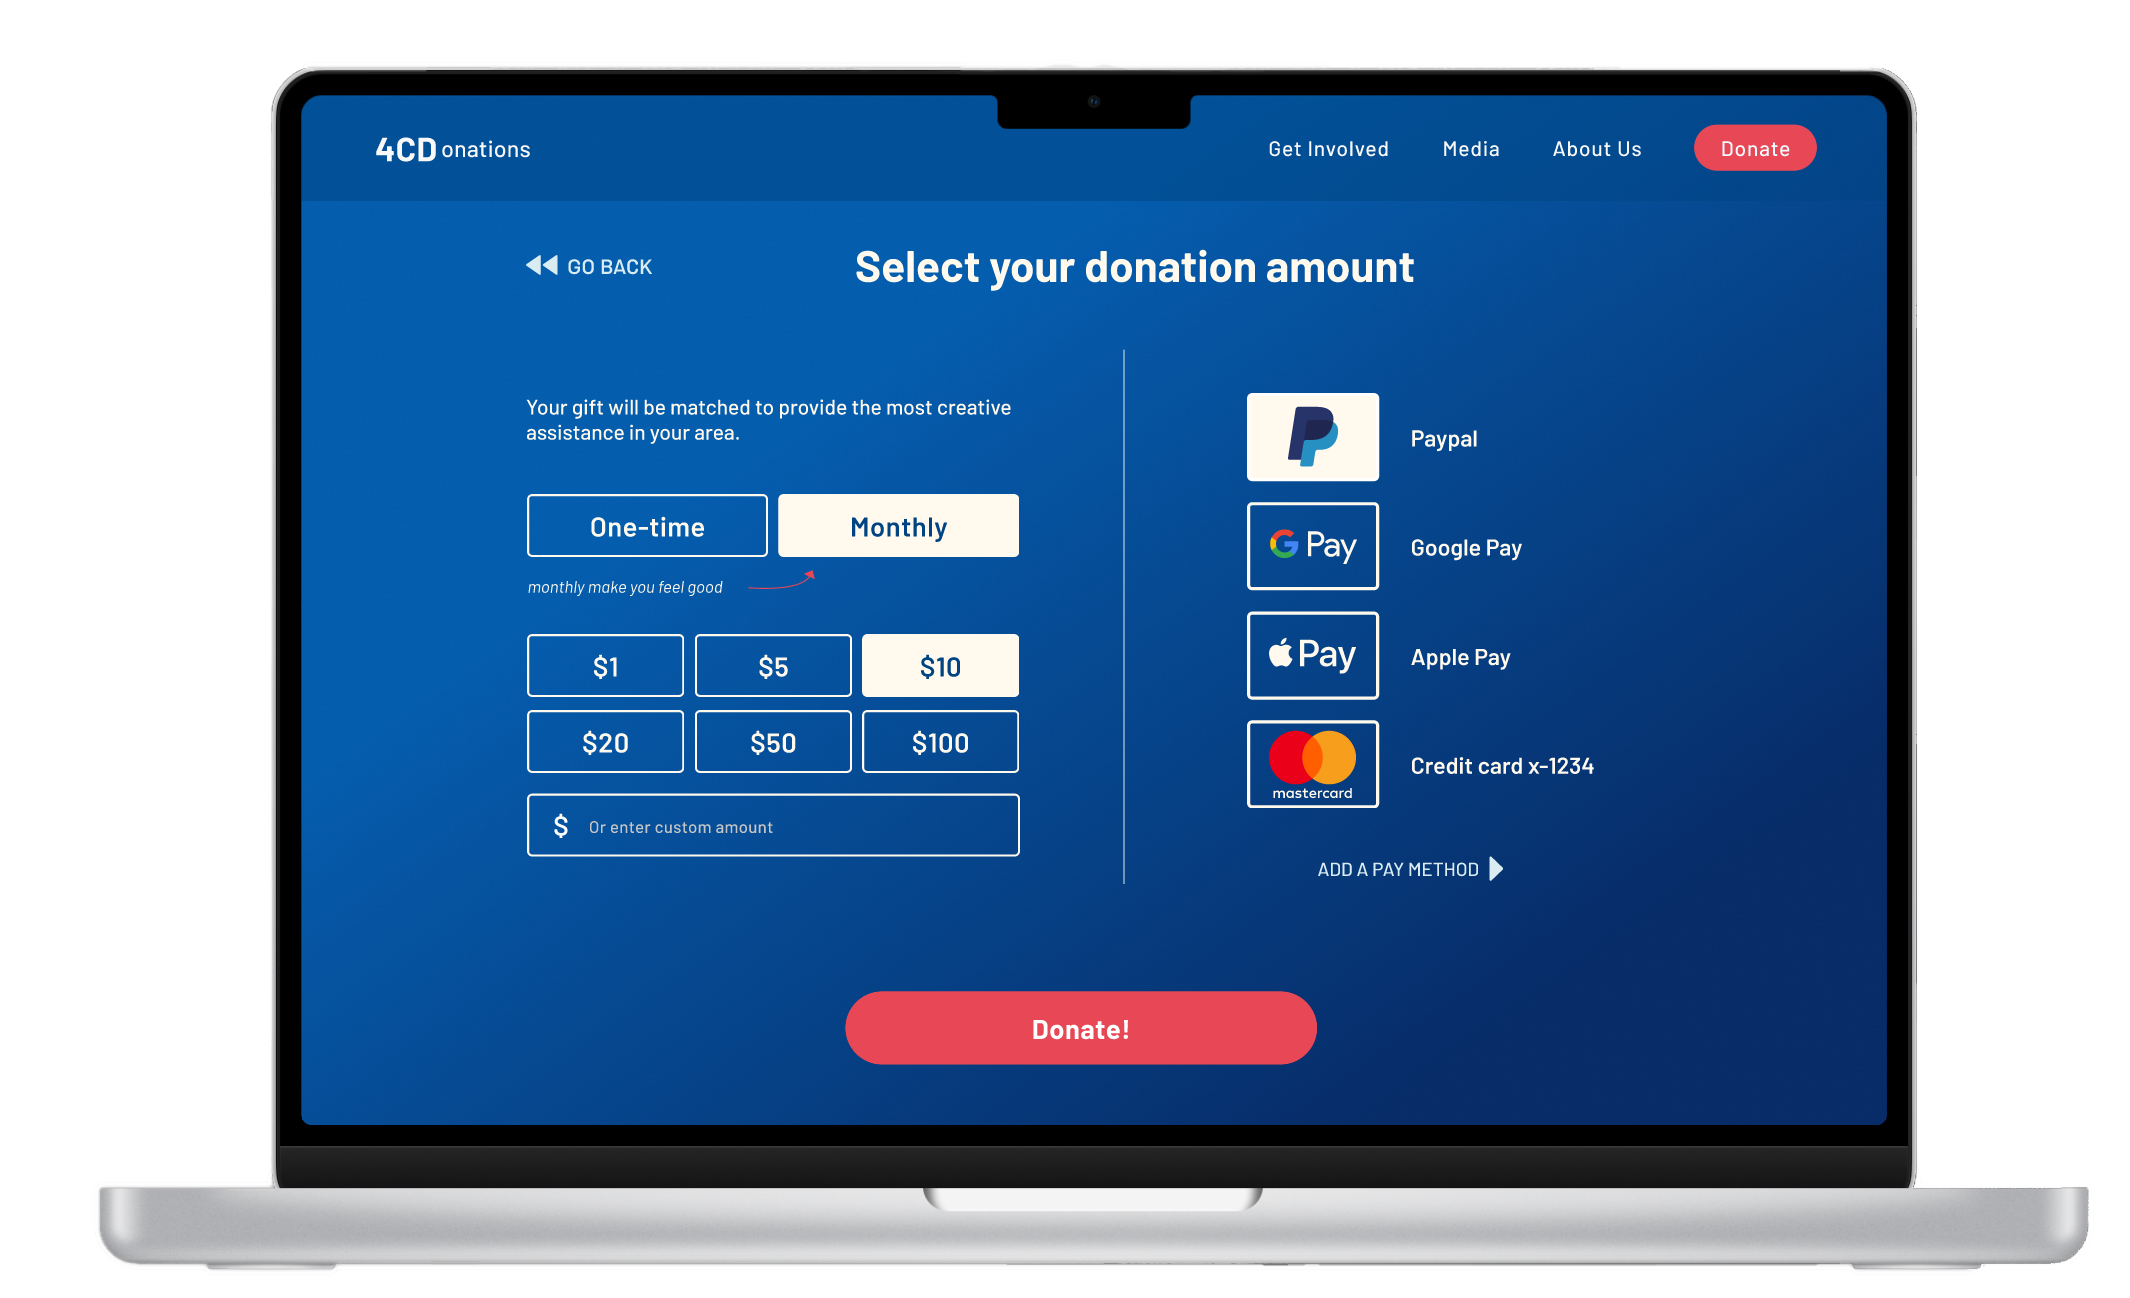 4CDonations
Get Involved
Media
About Us
Donate
GO BACK
Select your donation amount
Your gift will be matched to provide the most creative
assistance in your area.
One-time
Monthly
monthly make you feel good
$1
$5
$10
$20
$50
$100
$ Or enter custom amount
Paypal
G Pay
Google Pay
Pay
Apple Pay
mastercard
Credit card x-1234
ADD A PAY METHOD
Donate!